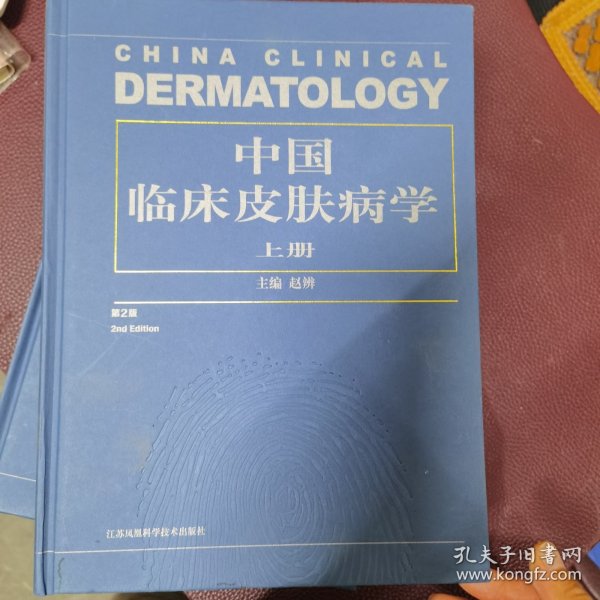 CHINA CLINICAL
DERMATOLOGY
中国
临床皮肤病学
上册
主编 赵辨
第2版
2nd Edition
江苏凤凰科学技术出版社
孔夫子旧书网
www.kongfz.com